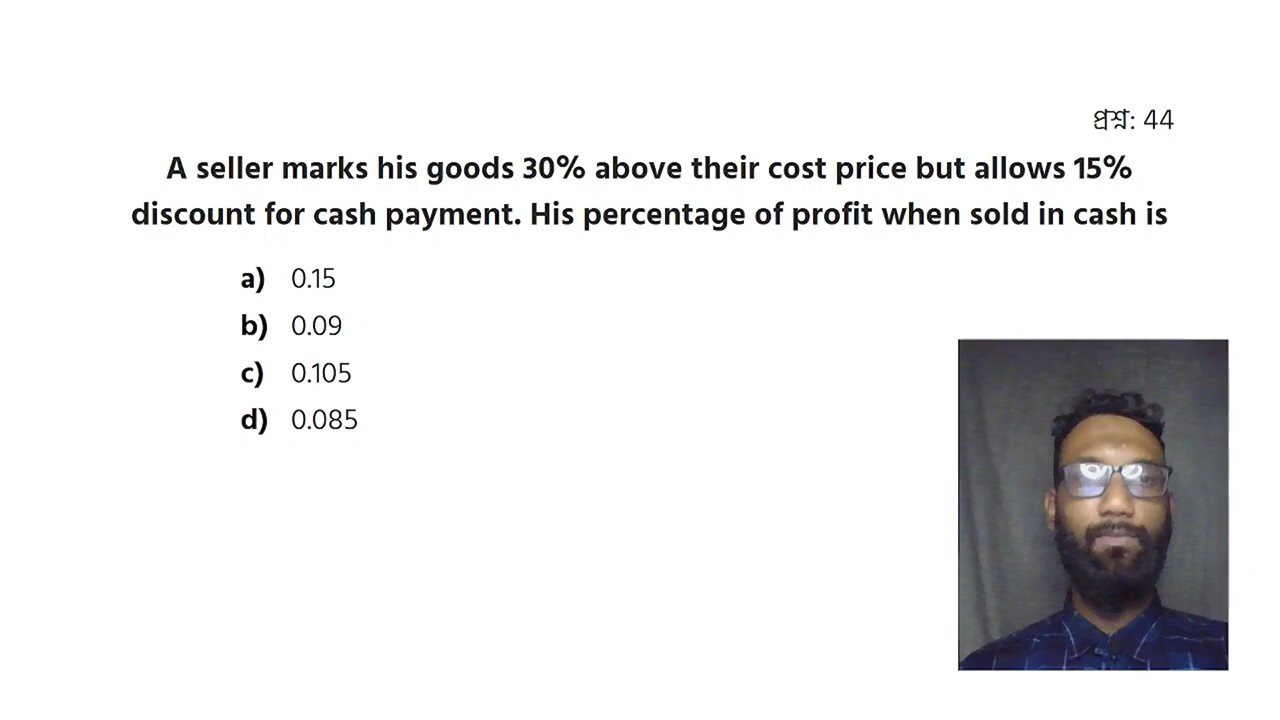 প্রশ্ন: 44
A seller marks his goods 30% above their cost price but allows 15%
discount for cash payment. His percentage of profit when sold in cash is
a) 0.15
b) 0.09
c) 0.105
d) 0.085